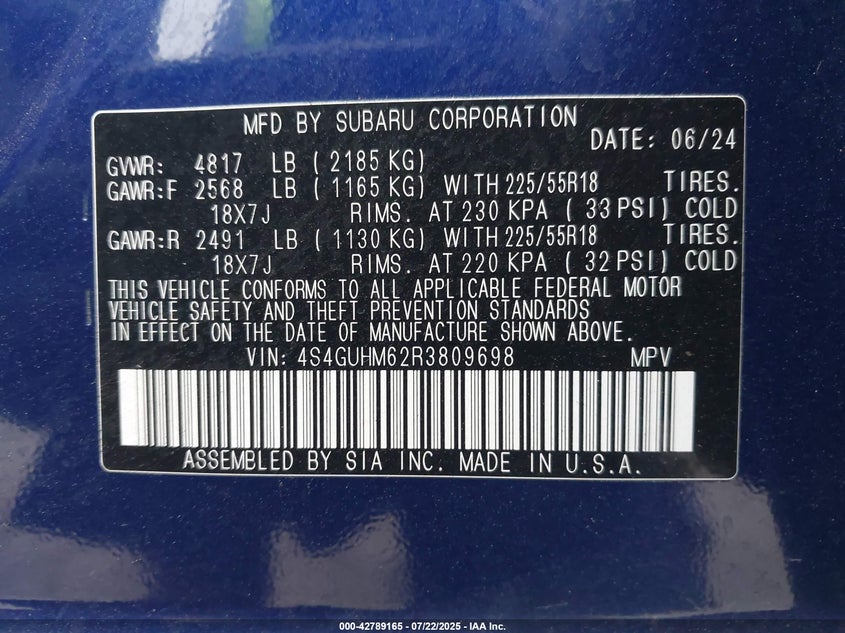 MFD BY SUBARU CORPORATION
DATE: 06/24
GVWR: 4817 LB ( 2185 KG)
GAWR:F 2568 LB ( 1165 KG) WITH 225/55R18 TIRES.
18X7J RIMS. AT 230 KPA ( 33 PSI) COLD
GAWR:R 2491 LB ( 1130 KG) WITH 225/55R18 TIRES.
18X7J RIMS. AT 220 KPA ( 32 PSI) COLD
THIS VEHICLE CONFORMS TO ALL APPLICABLE FEDERAL MOTOR
VEHICLE SAFETY AND THEFT PREVENTION STANDARDS
IN EFFECT ON THE DATE OF MANUFACTURE SHOWN ABOVE.
VIN: 4S4GUHM62R3809698 MPV
ASSEMBLED BY SIA INC. MADE IN U.S.A.
000-42789165 - 07/22/2025 - IAA Inc.